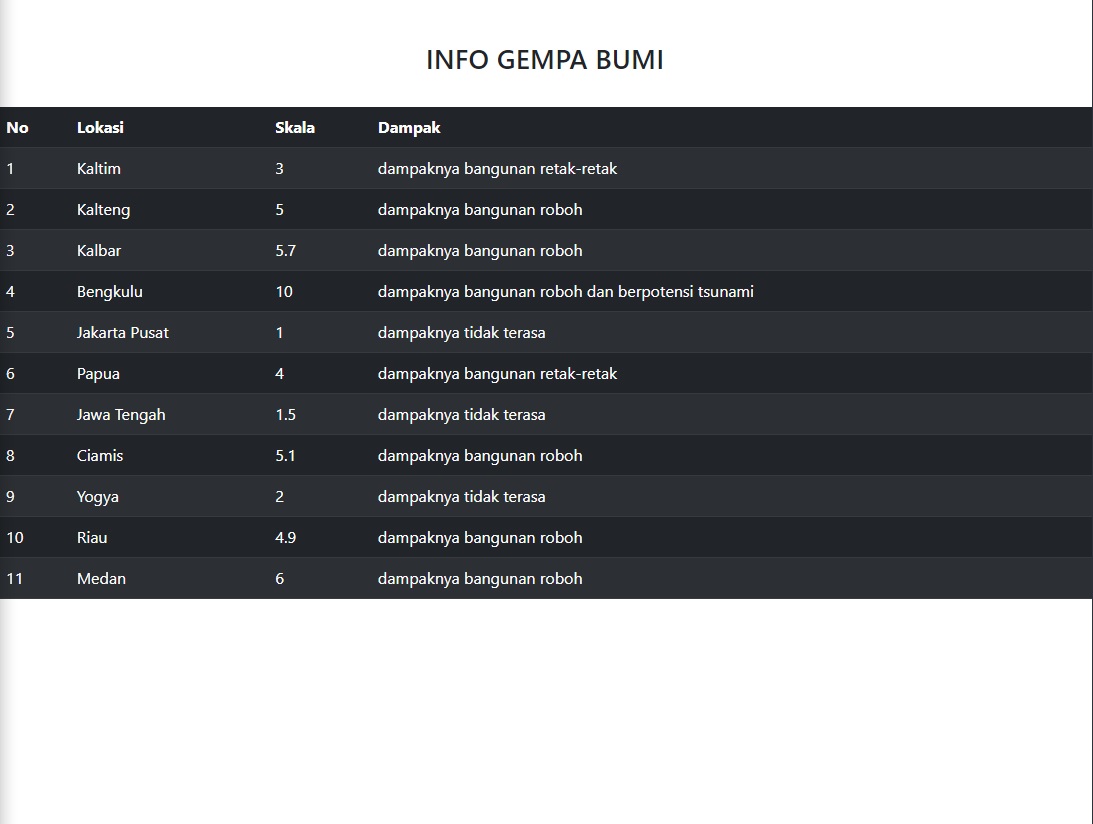 INFO GEMPA BUMI
No Lokasi Skala Dampak
1 Kaltim 3 dampaknya bangunan retak-retak
2 Kalteng 5 dampaknya bangunan roboh
3 Kalbar 5.7 dampaknya bangunan roboh
4 Bengkulu 10 dampaknya bangunan roboh dan berpotensi tsunami
5 Jakarta Pusat 1 dampaknya tidak terasa
6 Papua 4 dampaknya bangunan retak-retak
7 Jawa Tengah 1.5 dampaknya tidak terasa
8 Ciamis 5.1 dampaknya bangunan roboh
9 Yogya 2 dampaknya tidak terasa
10 Riau 4.9 dampaknya bangunan roboh
11 Medan 6 dampaknya bangunan roboh